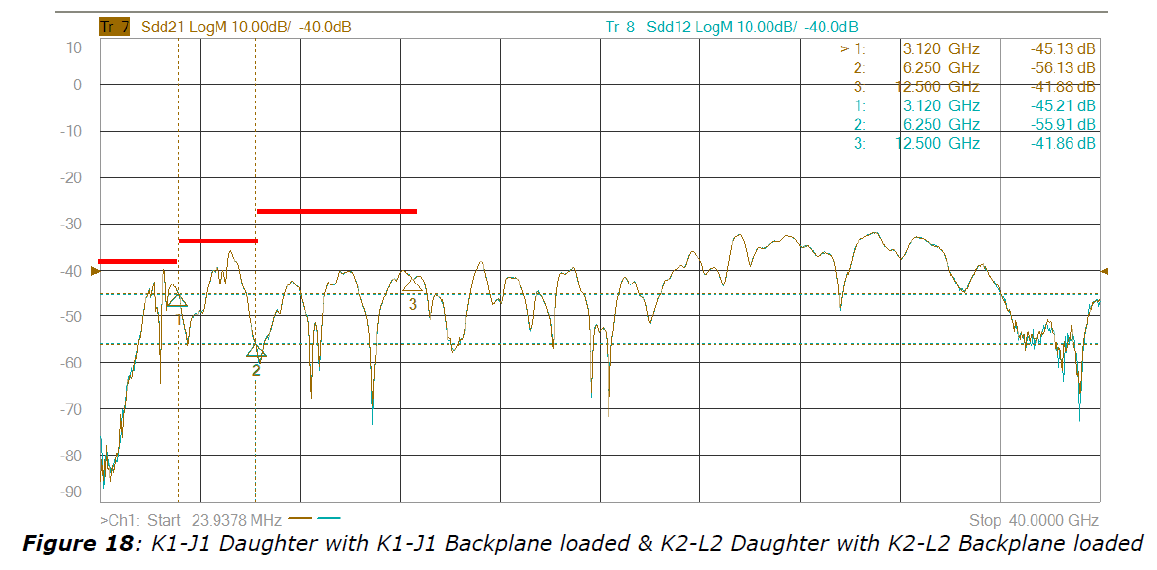 Tr 7 Sdd21 LogM 10.00dB/ -40.0dB
Tr 8 Sdd12 LogM 10.00dB/ -40.0dB
10
0
-10
-20
-30
-40
-50
-60
-70
-80
-90
> 1: 3.120 GHz -45.13 dB
2: 6.250 GHz -56.13 dB
3: 12.500 GHz -41.88 dB
1: 3.120 GHz -45.21 dB
2: 6.250 GHz -55.91 dB
3: 12.500 GHz -41.86 dB
1
2
3
>Ch1: Start 23.9378 MHz
Stop 40.0000 GHz
Figure 18: K1-J1 Daughter with K1-J1 Backplane loaded & K2-L2 Daughter with K2-L2 Backplane loaded